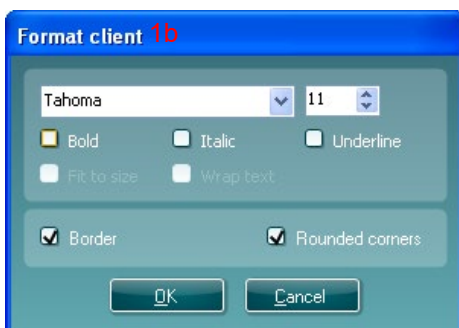 Format client 1b
Tahoma 11
Bold Italic Underline
Fit to size Wrap text
Border Rounded corners
OK Cancel